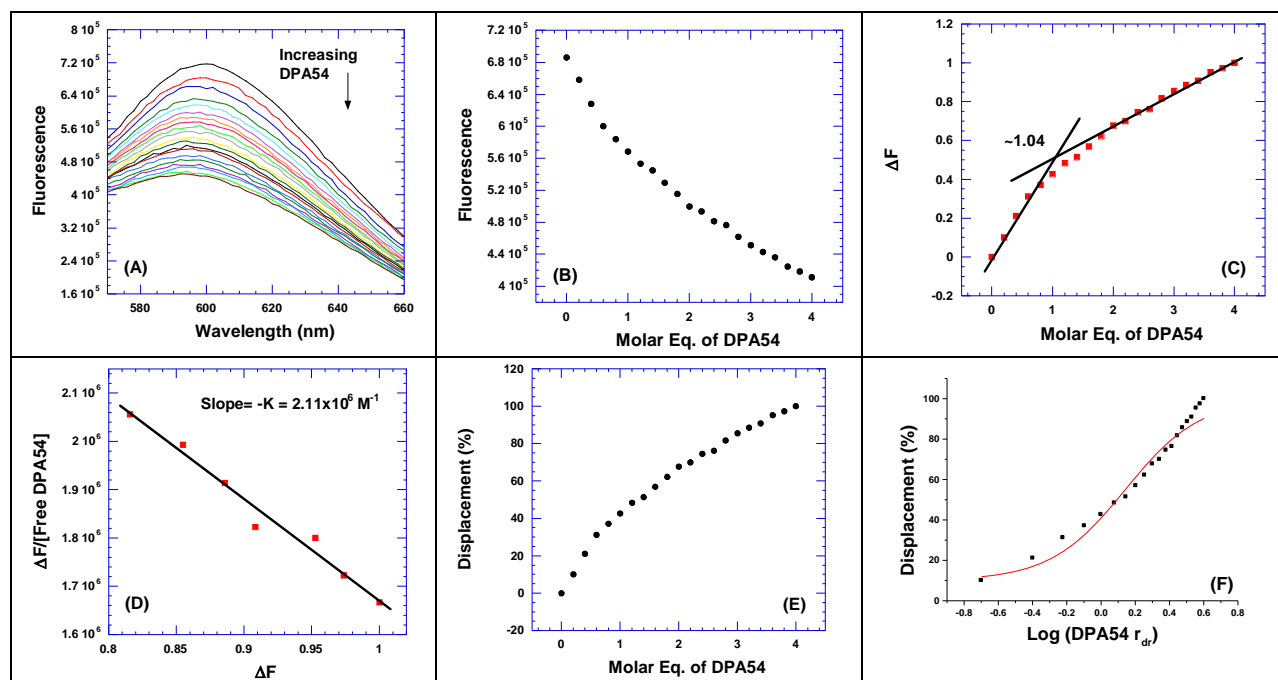 8 10⁵
7.2 10⁵
6.4 10⁵
5.6 10⁵
4.8 10⁵
4 10⁵
3.2 10⁵
2.4 10⁵
1.6 10⁵
Fluorescence
Increasing
DPA54
(A)
580 600 620 640 660
Wavelength (nm)
7.2 10⁵
6.8 10⁵
6.4 10⁵
6 10⁵
5.6 10⁵
5.2 10⁵
4.8 10⁵
4.4 10⁵
4 10⁵
Fluorescence
(B)
0 1 2 3 4
Molar Eq. of DPA54
1.2
1
0.8
0.6
0.4
0.2
0
-0.2
ΔF
~1.04
(C)
0 1 2 3 4
Molar Eq. of DPA54
2.1 10⁶
2 10⁶
1.9 10⁶
1.8 10⁶
1.7 10⁶
1.6 10⁶
ΔF/[Free DPA54]
Slope= -K = 2.11x10⁶ M⁻¹
(D)
0.8 0.85 0.9 0.95 1
ΔF
120
100
80
60
40
20
0
-20
Displacement (%)
(E)
0 1 2 3 4
Molar Eq. of DPA54
100
80
60
40
20
0
Displacement (%)
(F)
-0.8 -0.6 -0.4 -0.2 0.0 0.2 0.4 0.6 0.8
Log (DPA54 r_dr)